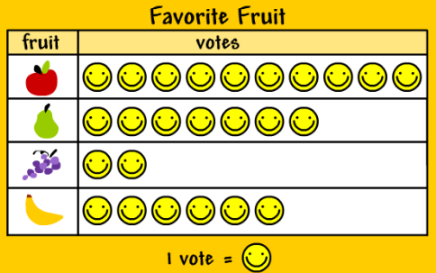 Favorite Fruit
fruit votes
1 vote =